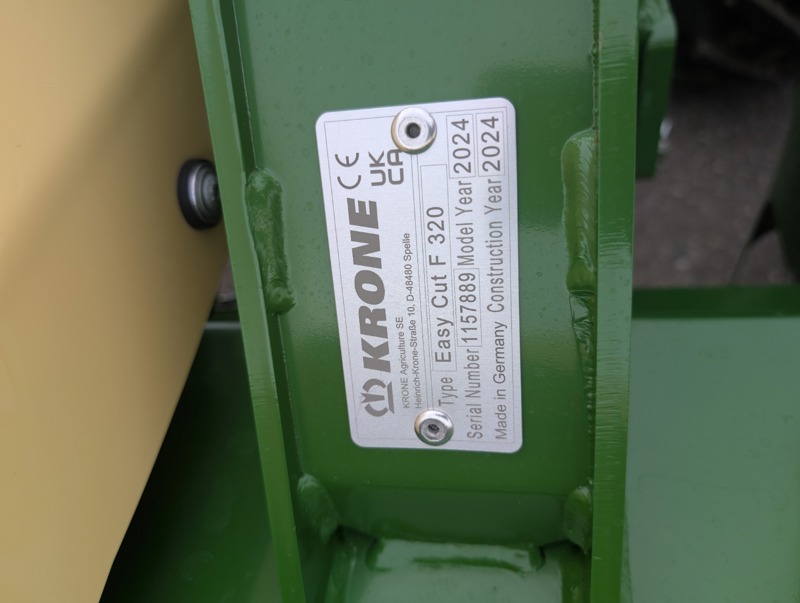 KRONE CE UK CA
KRONE Agriculture SE
Heinrich-Krone-Straße 10, D-48480 Spelle
Type Easy Cut F 320
Serial Number 1157889 Model Year 2024
Made in Germany Construction Year 2024